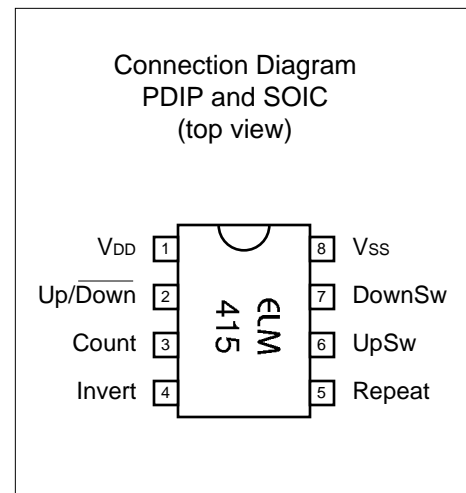 Connection Diagram
PDIP and SOIC
(top view)
VDD 1 8 VSS
Up/Down 2 7 DownSw
Count 3 6 UpSw
Invert 4 5 Repeat
ELM
415